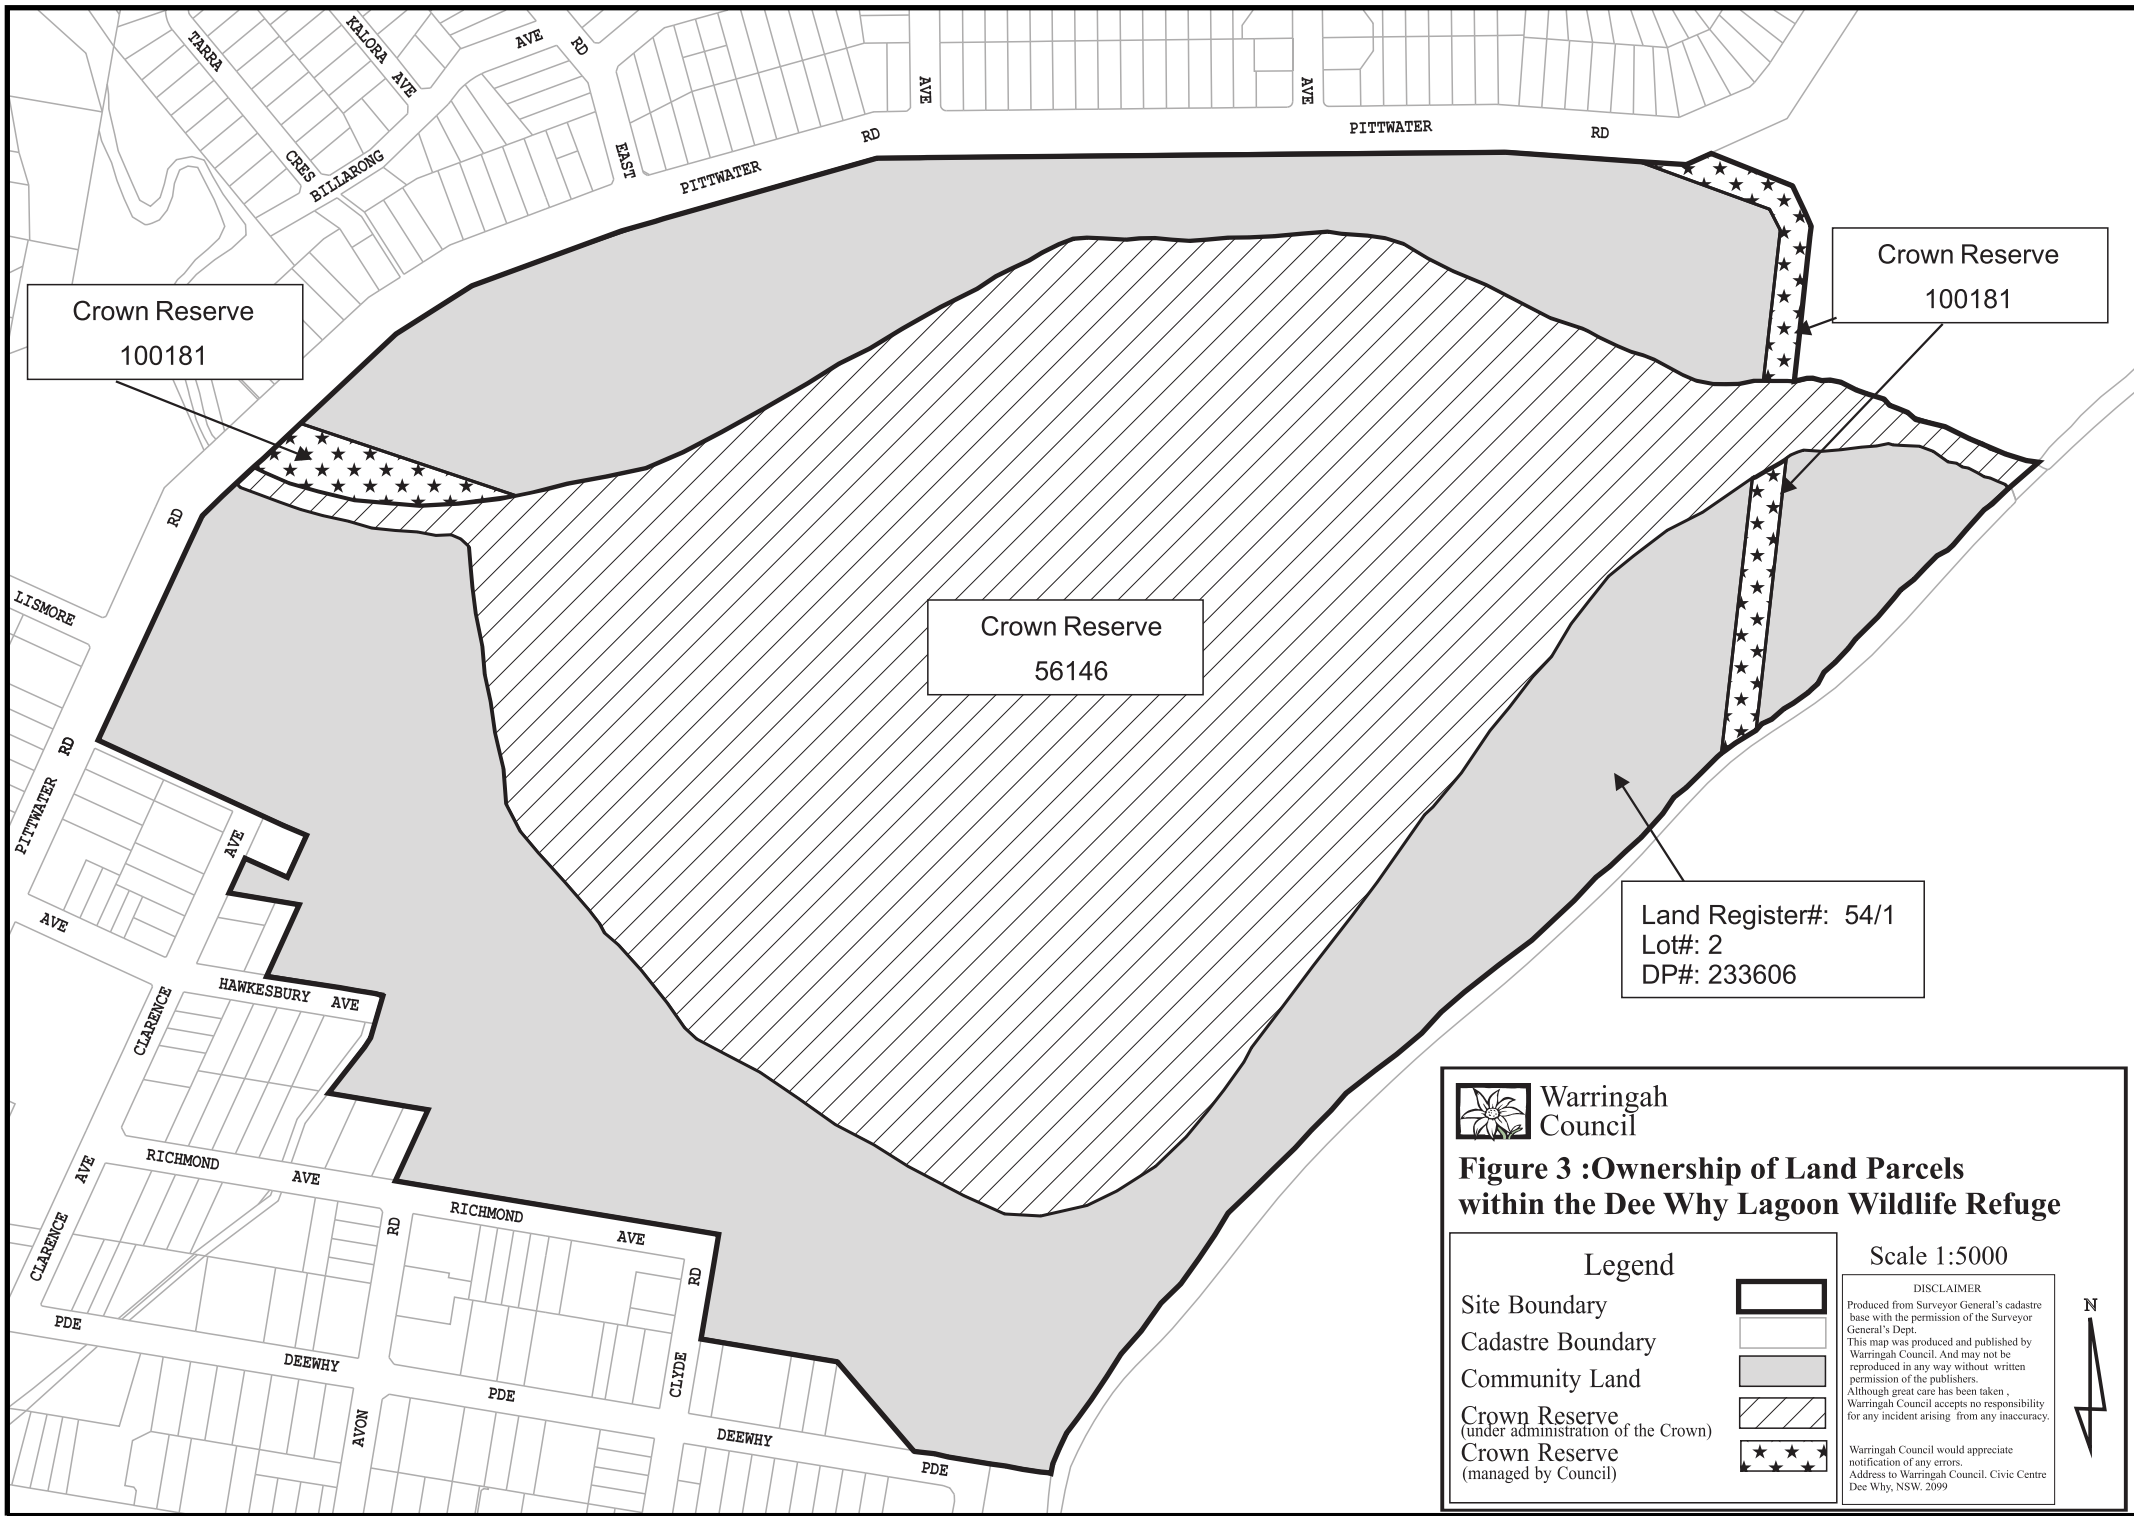 TARRA
KALORA
AVE
AVE
RD
CRES
BILLARONG
EAST
PITTWATER
RD
AVE
AVE
PITTWATER
RD
Crown Reserve
100181
Crown Reserve
100181
RD
LISMORE
RD
PITTWATER
AVE
AVE
Crown Reserve
56146
Land Register#: 54/1
Lot#: 2
DP#: 233606
HAWKESBURY AVE
CLARENCE
AVE
RICHMOND
AVE
RD
RICHMOND
AVE
RD
CLARENCE
PDE
DEEWHY
PDE
CLYDE
AVON
DEEWHY
PDE
Warringah
Council
Figure 3 :Ownership of Land Parcels
within the Dee Why Lagoon Wildlife Refuge
Legend
Site Boundary
Cadastre Boundary
Community Land
Crown Reserve
(under administration of the Crown)
Crown Reserve
(managed by Council)
Scale 1:5000
DISCLAIMER
Produced from Surveyor General's cadastre
base with the permission of the Surveyor
General's Dept.
This map was produced and published by
Warringah Council. And may not be
reproduced in any way without written
permission of the publishers.
Although great care has been taken ,
Warringah Council accepts no responsibility
for any incident arising from any inaccuracy.
Warringah Council would appreciate
notification of any errors.
Address to Warringah Council. Civic Centre
Dee Why, NSW. 2099
N